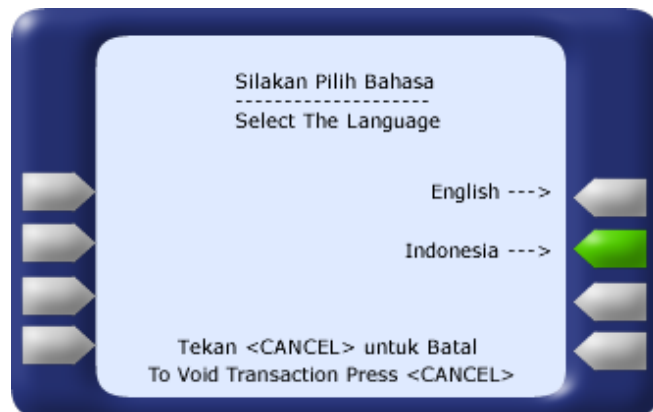 Silakan Pilih Bahasa
--------------------
Select The Language
English --->
Indonesia --->
Tekan <CANCEL> untuk Batal
To Void Transaction Press <CANCEL>